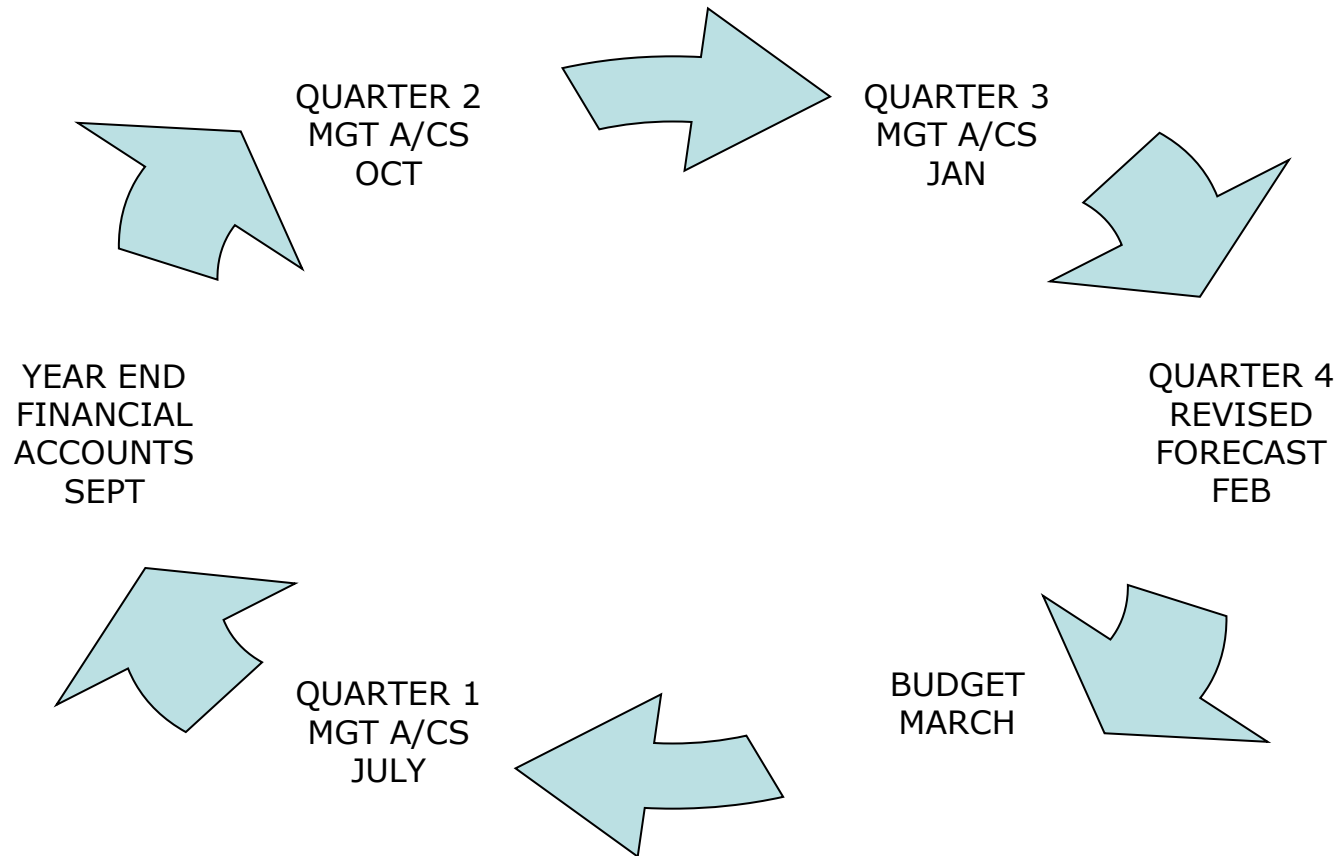 QUARTER 2
MGT A/CS
OCT
QUARTER 3
MGT A/CS
JAN
YEAR END
FINANCIAL
ACCOUNTS
SEPT
QUARTER 4
REVISED
FORECAST
FEB
QUARTER 1
MGT A/CS
JULY
BUDGET
MARCH